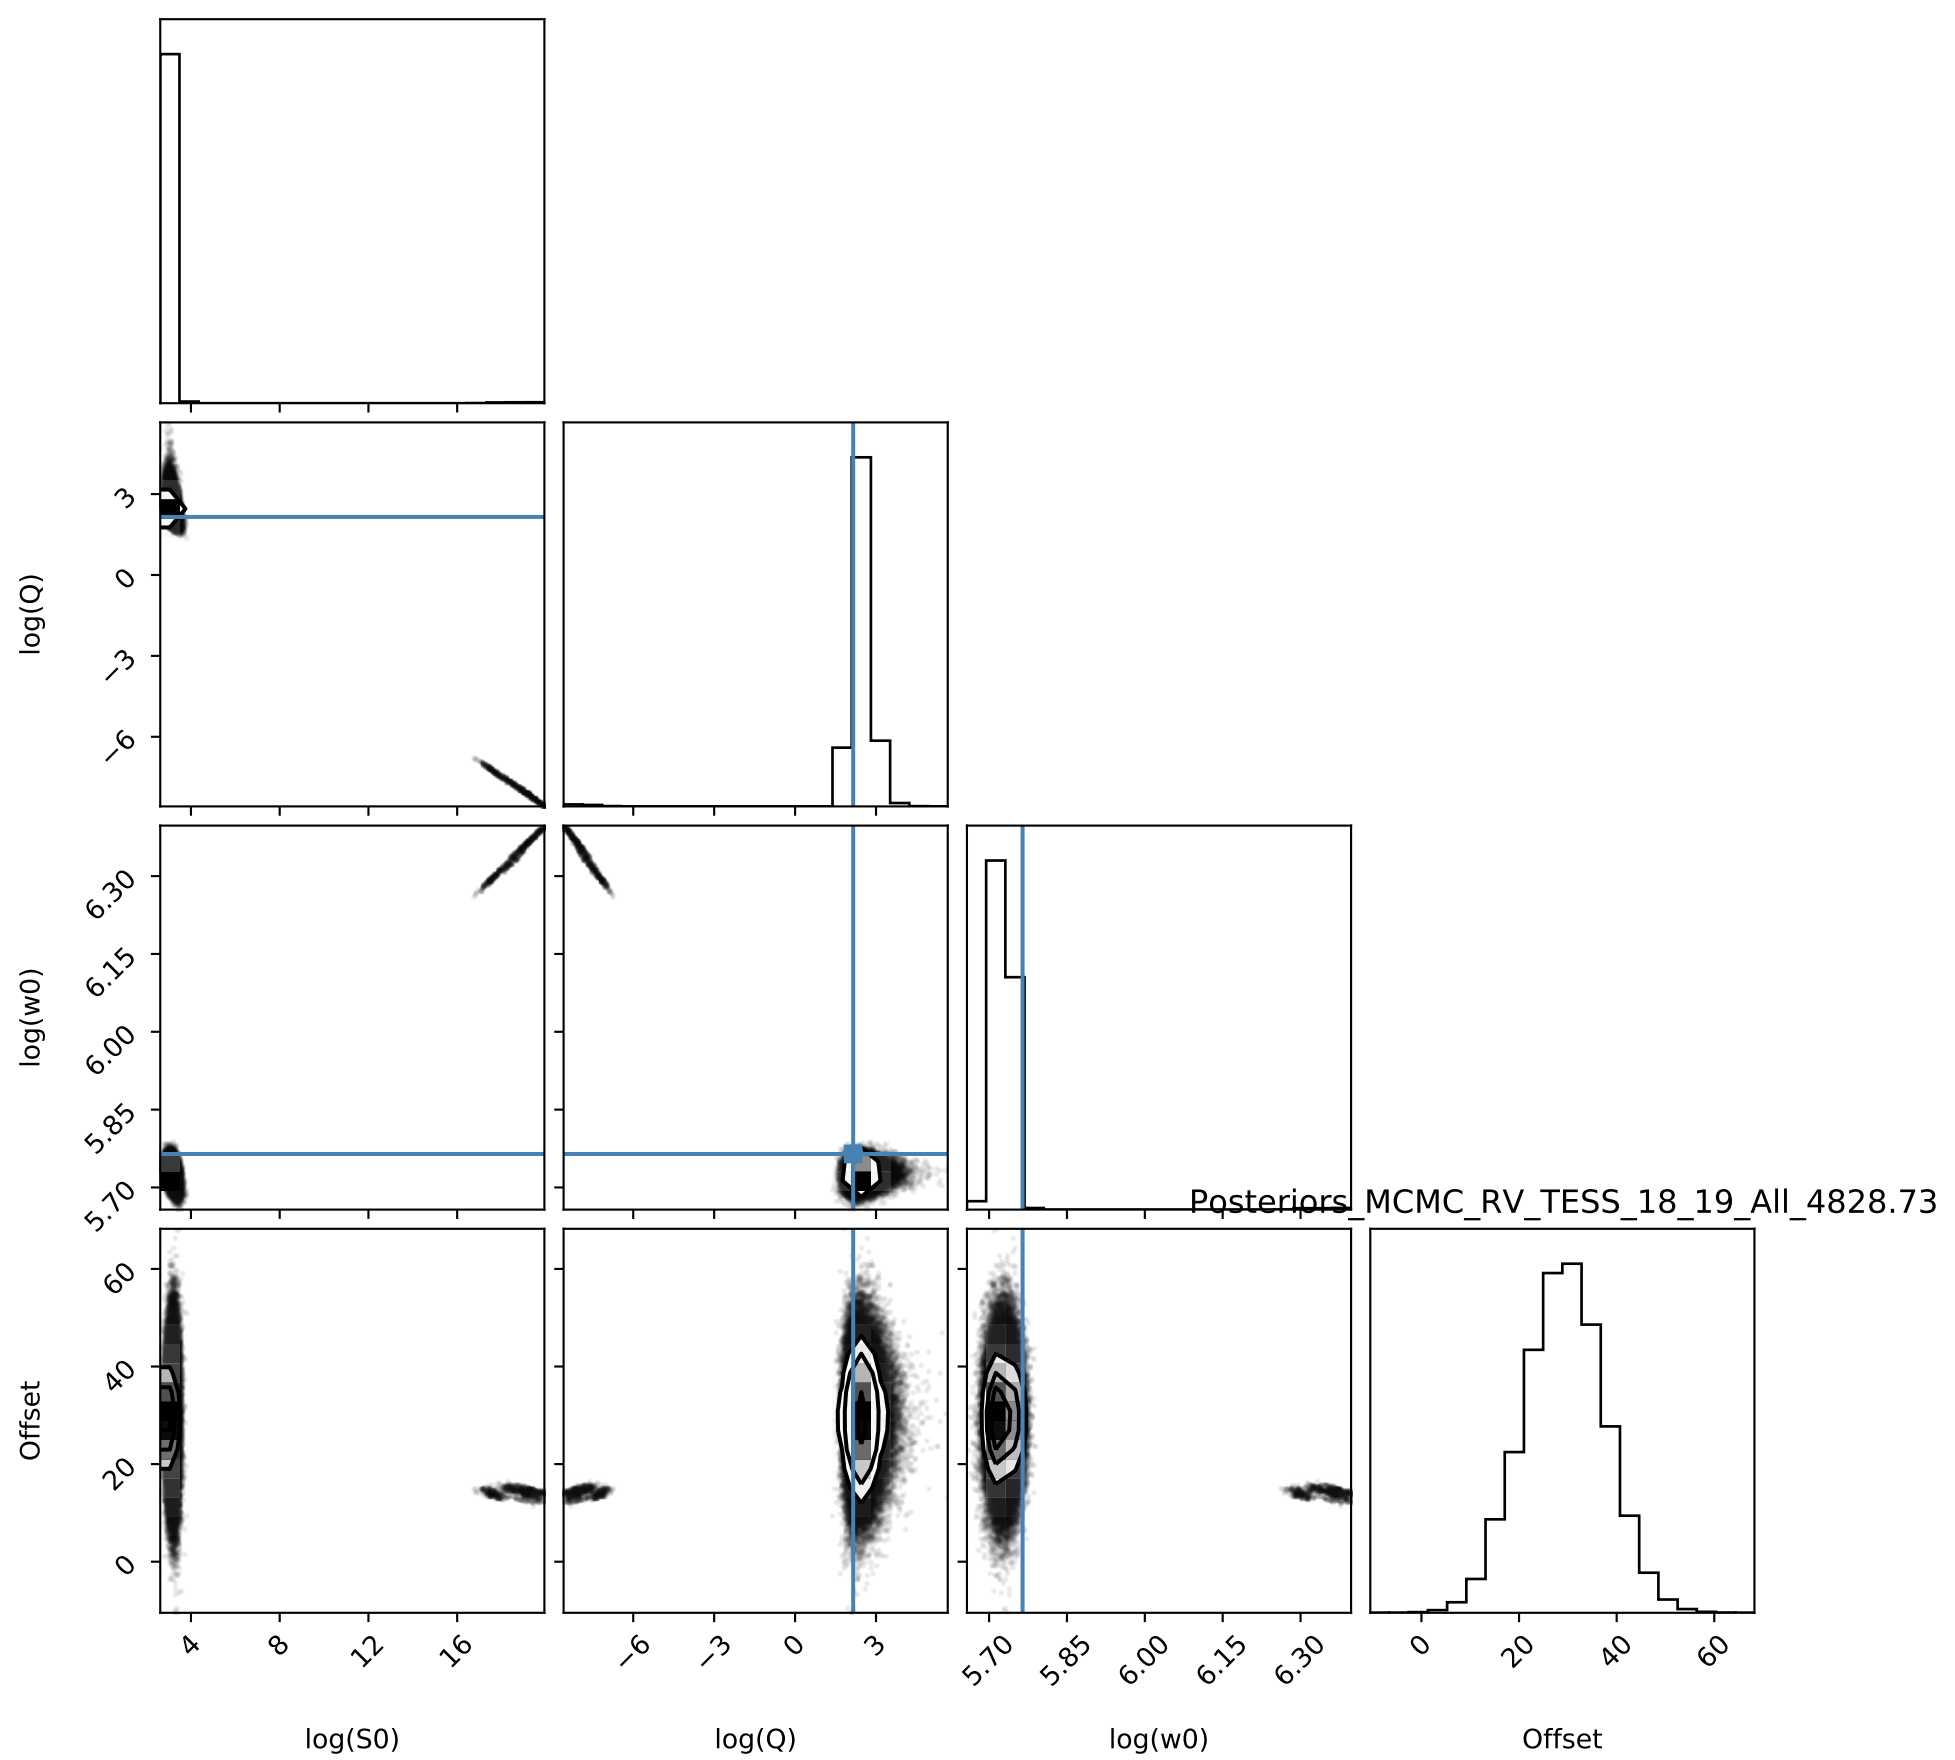 log(Q)
3
0
−3
−6
log(w0)
6.30
6.15
6.00
5.85
5.70
Posteriors_MCMC_RV_TESS_18_19_All_4828.73
Offset
60
40
20
0
4 8 12 16
−6 −3 0 3
5.70 5.85 6.00 6.15 6.30
0 20 40 60
log(S0) log(Q) log(w0) Offset